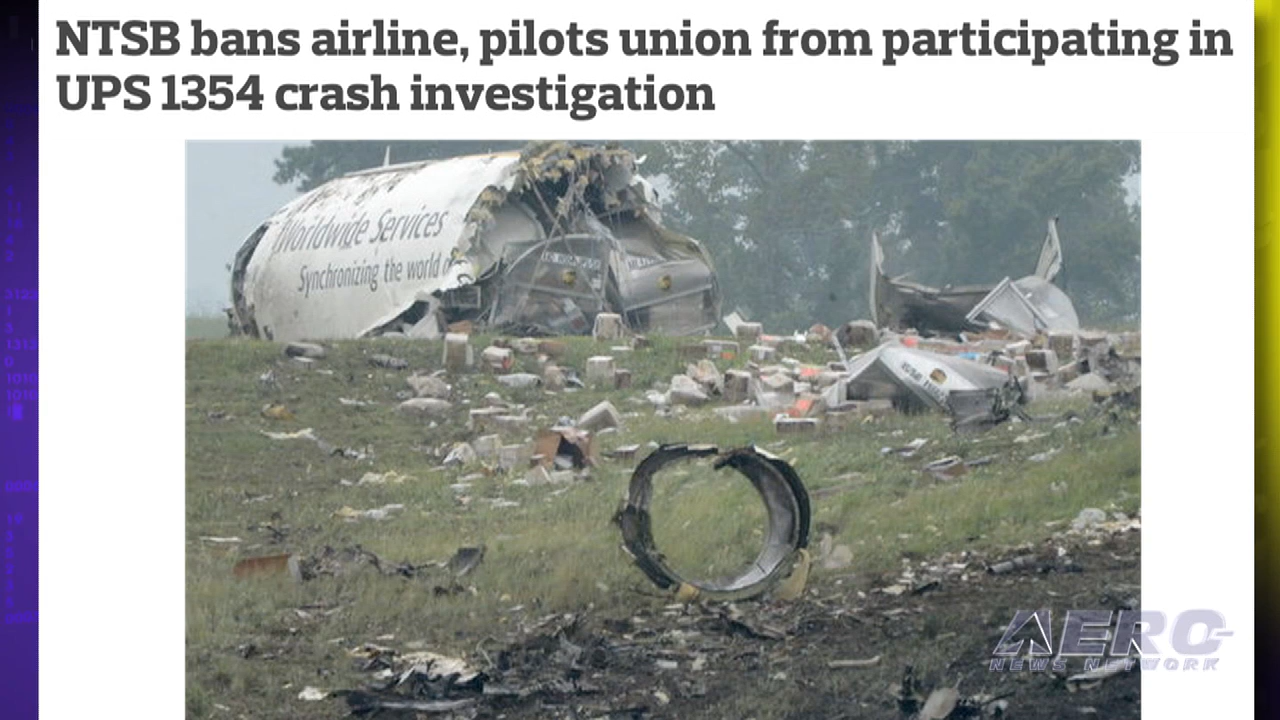 NTSB bans airline, pilots union from participating in
UPS 1354 crash investigation
Worldwide Services
Synchronizing the world
AERO
NEWS NETWORK